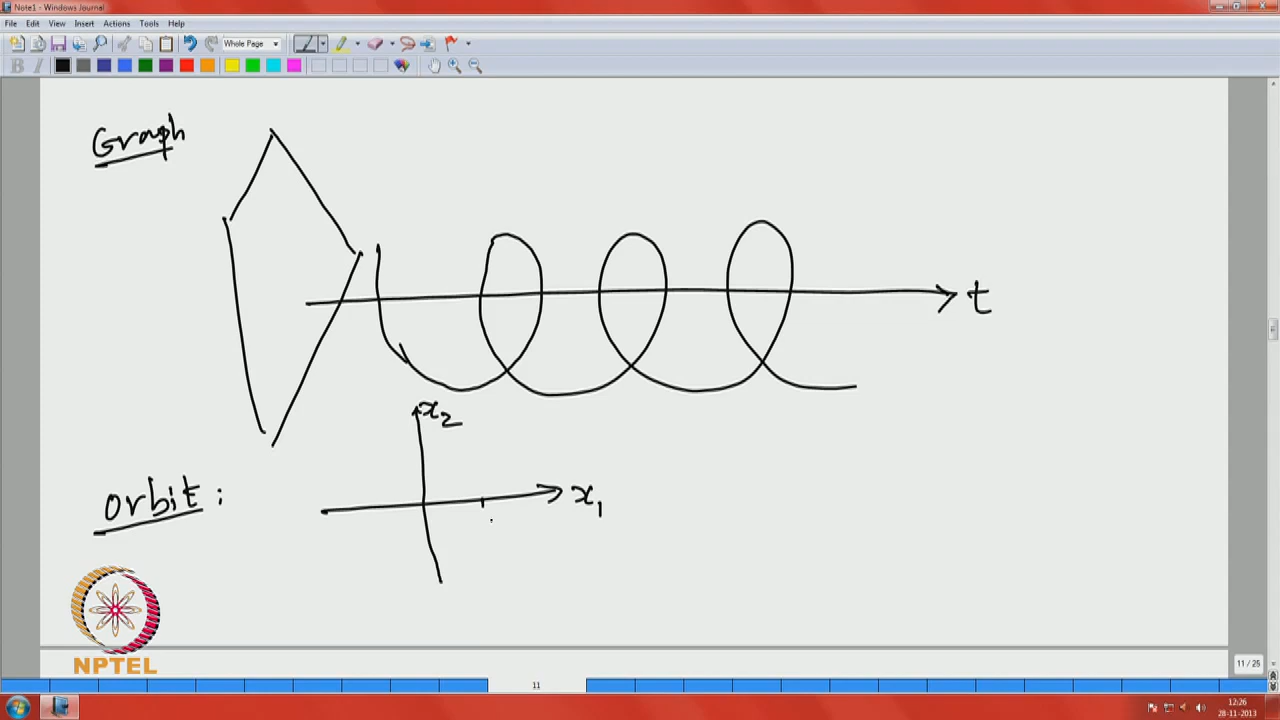 Note1 - Windows Journal
File Edit View Insert Actions Tools Help
Whole Page
B I
Graph
t
x2
orbit :
x1
NPTEL
11 / 25
11
12:26
28-11-2013